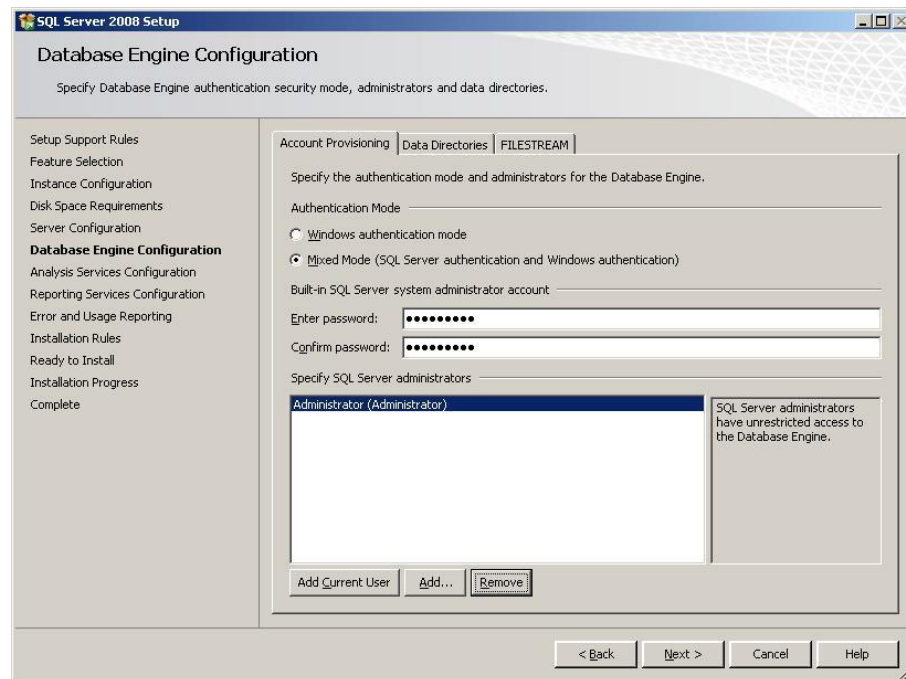 SQL Server 2008 Setup
Database Engine Configuration
Specify Database Engine authentication security mode, administrators and data directories.
Setup Support Rules
Feature Selection
Instance Configuration
Disk Space Requirements
Server Configuration
Database Engine Configuration
Analysis Services Configuration
Reporting Services Configuration
Error and Usage Reporting
Installation Rules
Ready to Install
Installation Progress
Complete
Account Provisioning Data Directories FILESTREAM
Specify the authentication mode and administrators for the Database Engine.
Authentication Mode
Windows authentication mode
Mixed Mode (SQL Server authentication and Windows authentication)
Built-in SQL Server system administrator account
Enter password: ●●●●●●●●●
Confirm password: ●●●●●●●●●
Specify SQL Server administrators
Administrator (Administrator)
SQL Server administrators
have unrestricted access to
the Database Engine.
Add Current User Add... Remove
< Back Next > Cancel Help